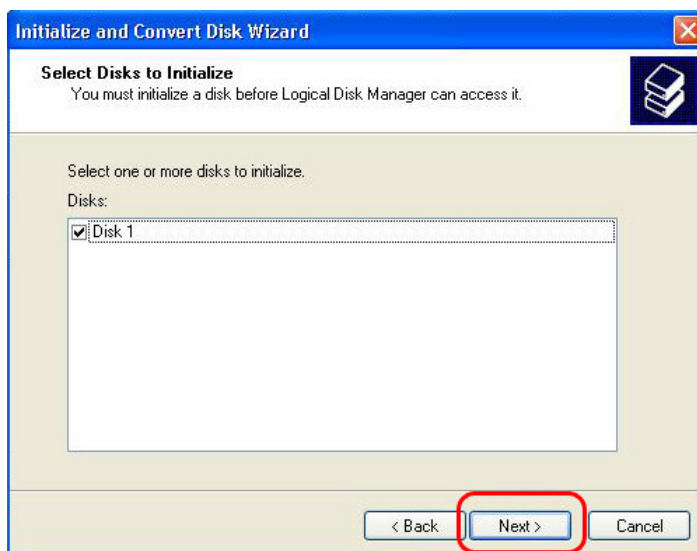 Initialize and Convert Disk Wizard
Select Disks to Initialize
You must initialize a disk before Logical Disk Manager can access it.
Select one or more disks to initialize.
Disks:
Disk 1
< Back
Next >
Cancel